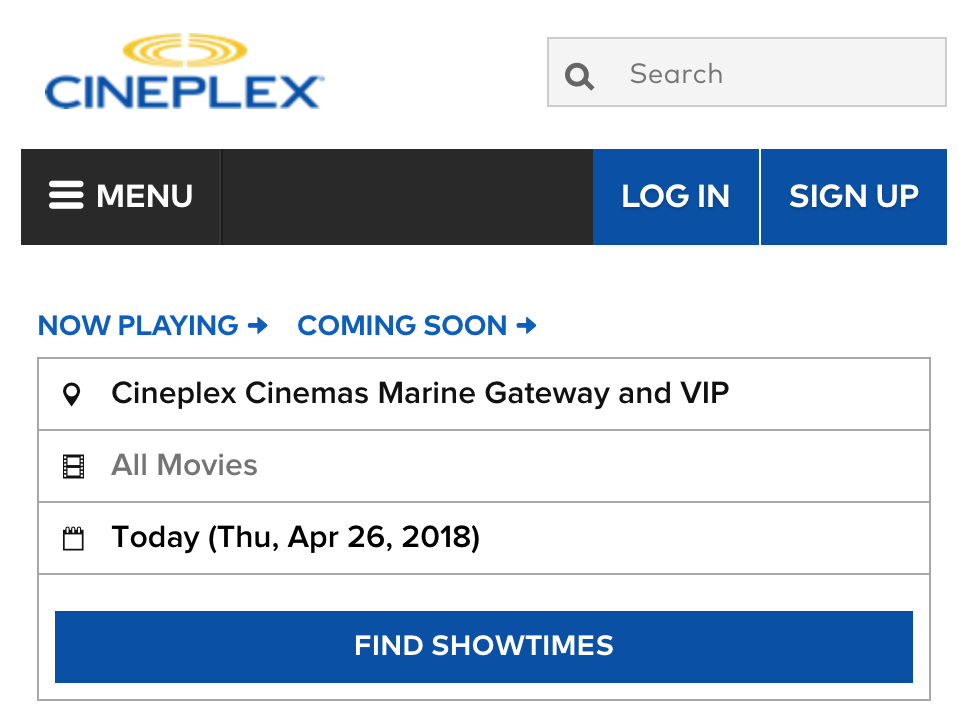 CINEPLEX
Search
MENU
LOG IN
SIGN UP
NOW PLAYING
COMING SOON
Cineplex Cinemas Marine Gateway and VIP
All Movies
Today (Thu, Apr 26, 2018)
FIND SHOWTIMES